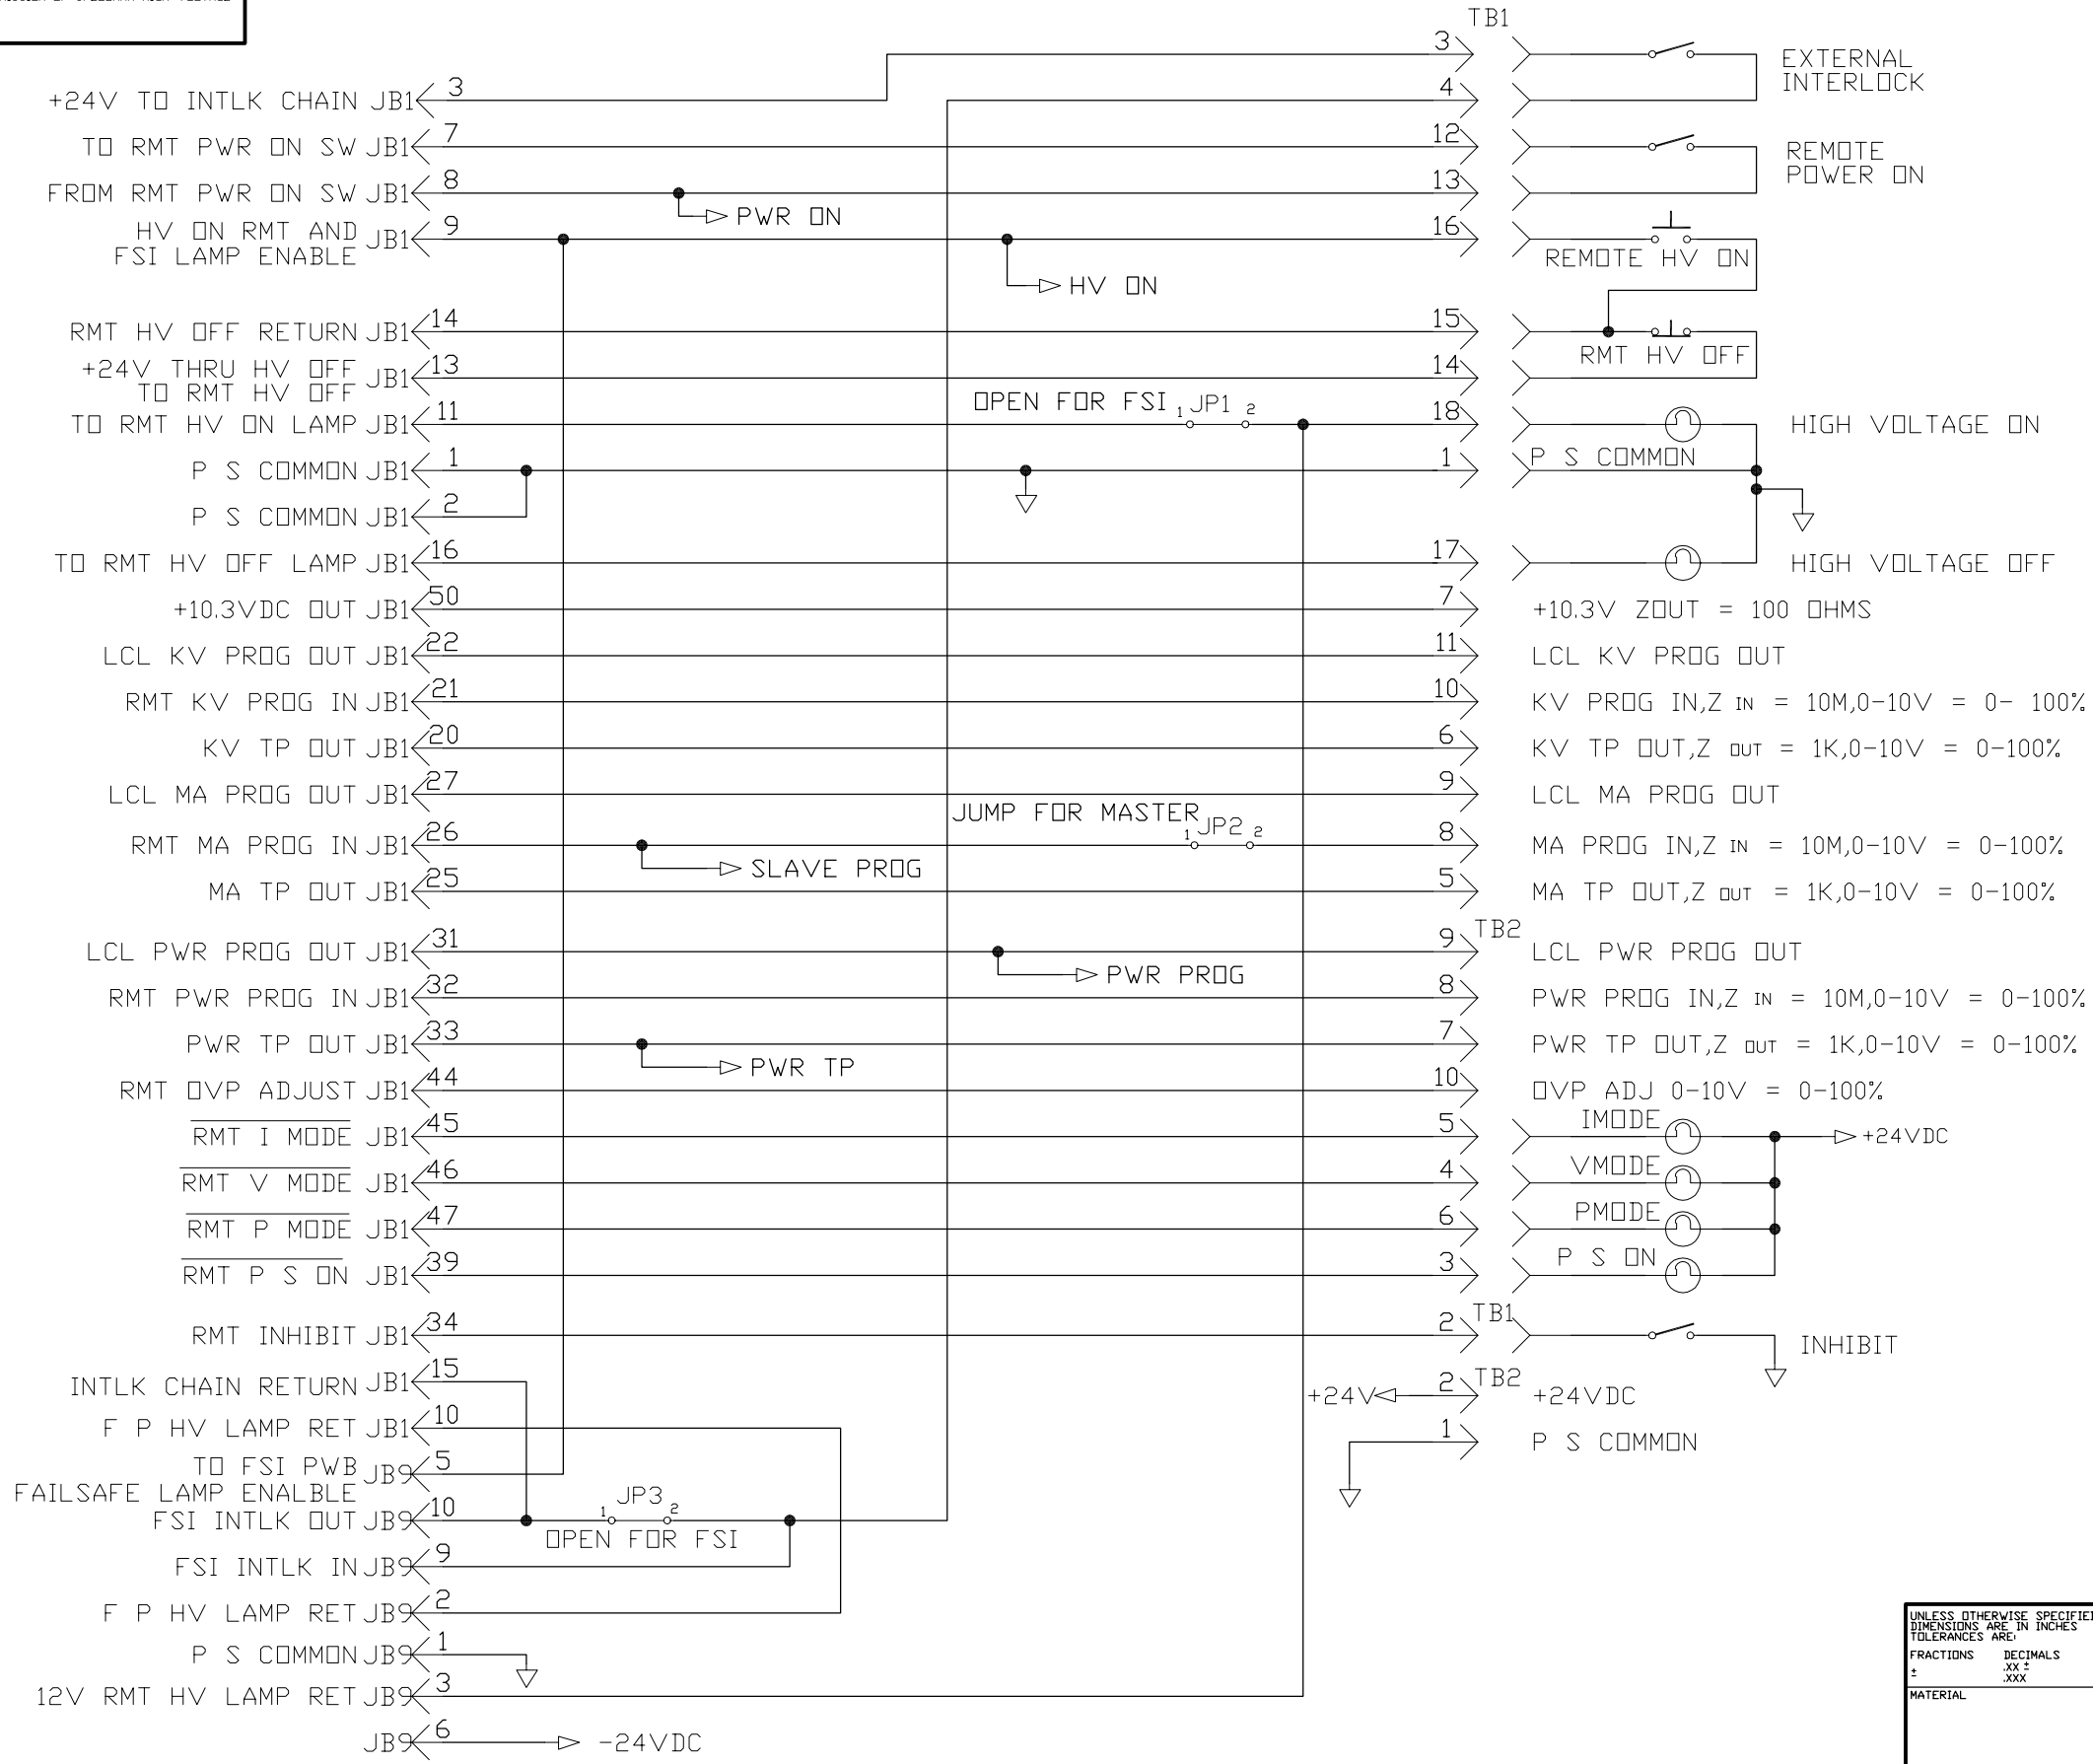 TB1
3
EXTERNAL
INTERLOCK
+24V TO INTLK CHAIN JB1 3
4
TO RMT PWR ON SW JB1 7
12
REMOTE
POWER ON
FROM RMT PWR ON SW JB1 8
13
PWR ON
HV ON RMT AND
FSI LAMP ENABLE
JB1 9
16
REMOTE HV ON
HV ON
RMT HV OFF RETURN JB1 14
15
RMT HV OFF
+24V THRU HV OFF
TO RMT HV OFF
JB1 13
14
OPEN FOR FSI 1 JP1 2
TO RMT HV ON LAMP JB1 11
18
HIGH VOLTAGE ON
P S COMMON JB1 1
1
P S COMMON
P S COMMON JB1 2
TO RMT HV OFF LAMP JB1 16
17
HIGH VOLTAGE OFF
+10.3VDC OUT JB1 50
7
+10.3V ZOUT = 100 OHMS
LCL KV PROG OUT JB1 22
11
LCL KV PROG OUT
RMT KV PROG IN JB1 21
10
KV PROG IN,Z IN = 10M,0-10V = 0- 100%
KV TP OUT JB1 20
6
KV TP OUT,Z OUT = 1K,0-10V = 0-100%
LCL MA PROG OUT JB1 27
9
LCL MA PROG OUT
JUMP FOR MASTER
1 JP2 2
RMT MA PROG IN JB1 26
8
MA PROG IN,Z IN = 10M,0-10V = 0-100%
SLAVE PROG
MA TP OUT JB1 25
5
MA TP OUT,Z OUT = 1K,0-10V = 0-100%
TB2
LCL PWR PROG OUT JB1 31
9
LCL PWR PROG OUT
PWR PROG
RMT PWR PROG IN JB1 32
8
PWR PROG IN,Z IN = 10M,0-10V = 0-100%
PWR TP OUT JB1 33
7
PWR TP OUT,Z OUT = 1K,0-10V = 0-100%
PWR TP
RMT OVP ADJUST JB1 44
10
OVP ADJ 0-10V = 0-100%
RMT I MODE JB1 45
5
IMODE
+24VDC
RMT V MODE JB1 46
4
VMODE
RMT P MODE JB1 47
6
PMODE
RMT P S ON JB1 39
3
P S ON
RMT INHIBIT JB1 34
2
TB1
INHIBIT
INTLK CHAIN RETURN JB1 15
+24V
2
TB2
+24VDC
F P HV LAMP RET JB1 10
1
P S COMMON
TO FSI PWB
FAILSAFE LAMP ENALBLE
JB9 5
FSI INTLK OUT JB9 10
1 JP3 2
OPEN FOR FSI
FSI INTLK IN JB9 9
F P HV LAMP RET JB9 2
P S COMMON JB9 1
12V RMT HV LAMP RET JB9 3
JB9 6
-24VDC
UNLESS OTHERWISE SPECIFIED
DIMENSIONS ARE IN INCHES
TOLERANCES ARE:
FRACTIONS DECIMALS
± .XX ±
.XXX
MATERIAL